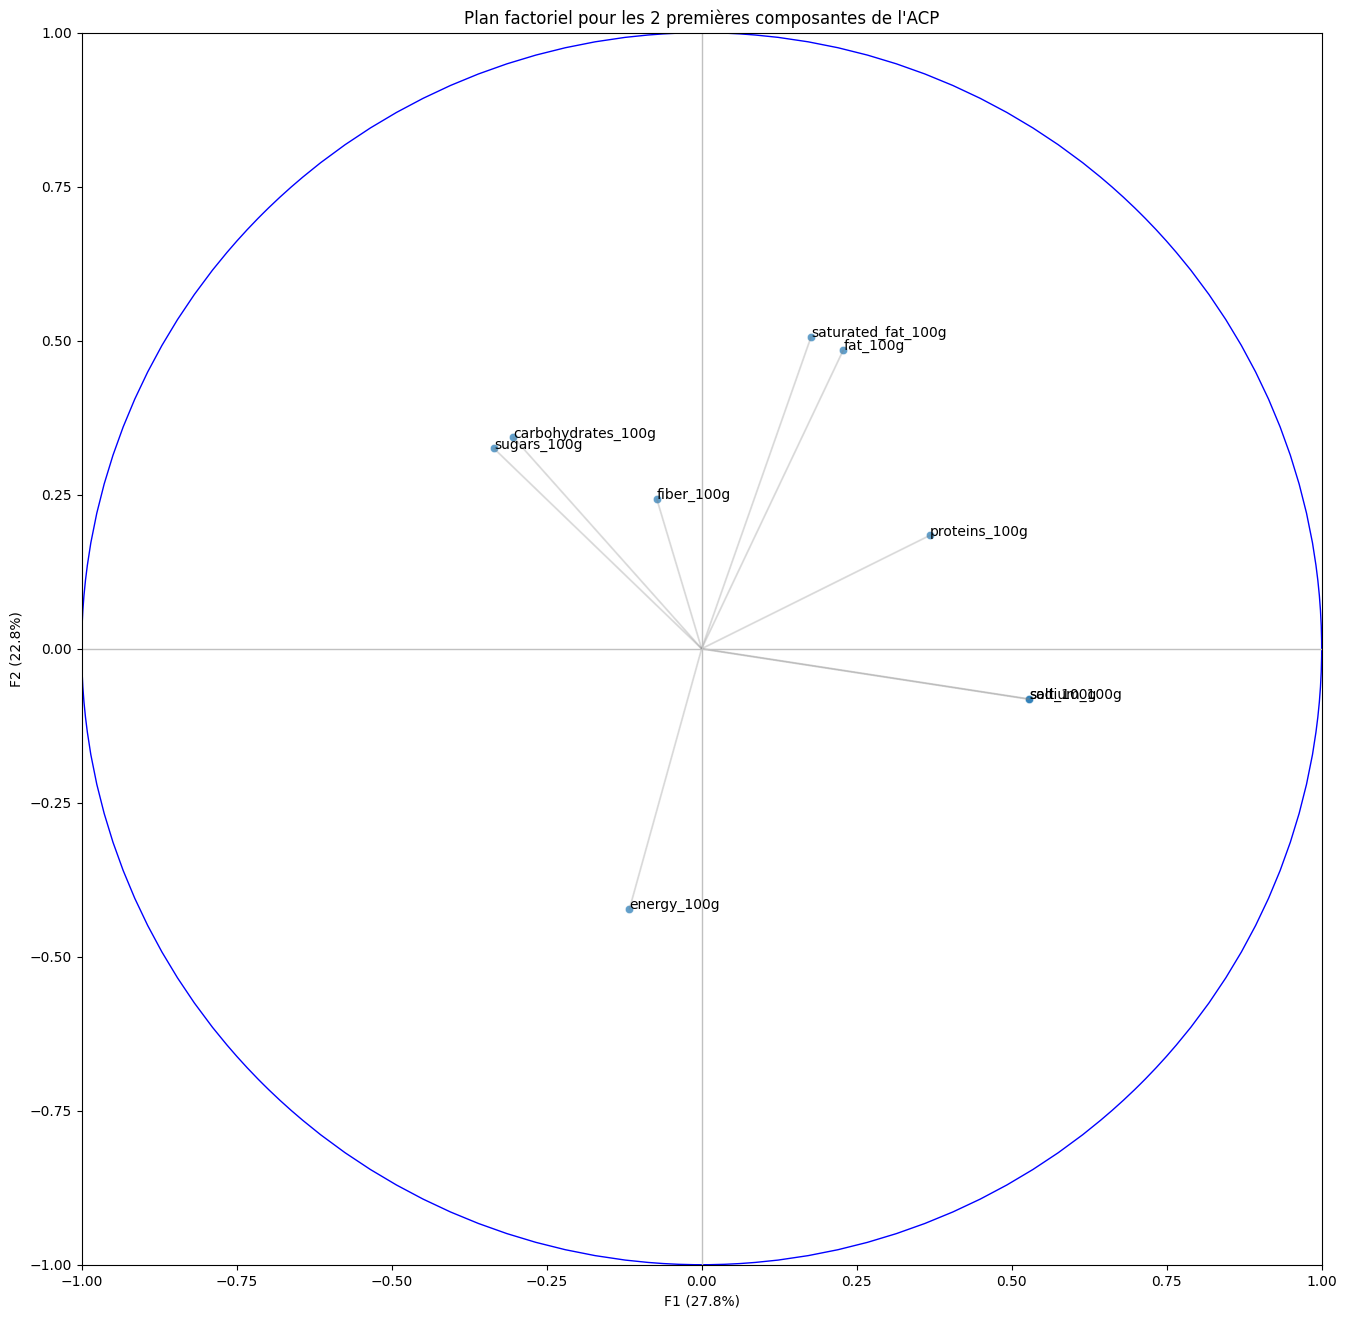 Plan factoriel pour les 2 premières composantes de l'ACP
1.00
0.75
0.50
0.25
0.00
−0.25
−0.50
−0.75
−1.00
F2 (22.8%)
saturated_fat_100g
fat_100g
carbohydrates_100g
sugars_100g
fiber_100g
proteins_100g
salt_100g
sodium_100g
energy_100g
−1.00 −0.75 −0.50 −0.25 0.00 0.25 0.50 0.75 1.00
F1 (27.8%)